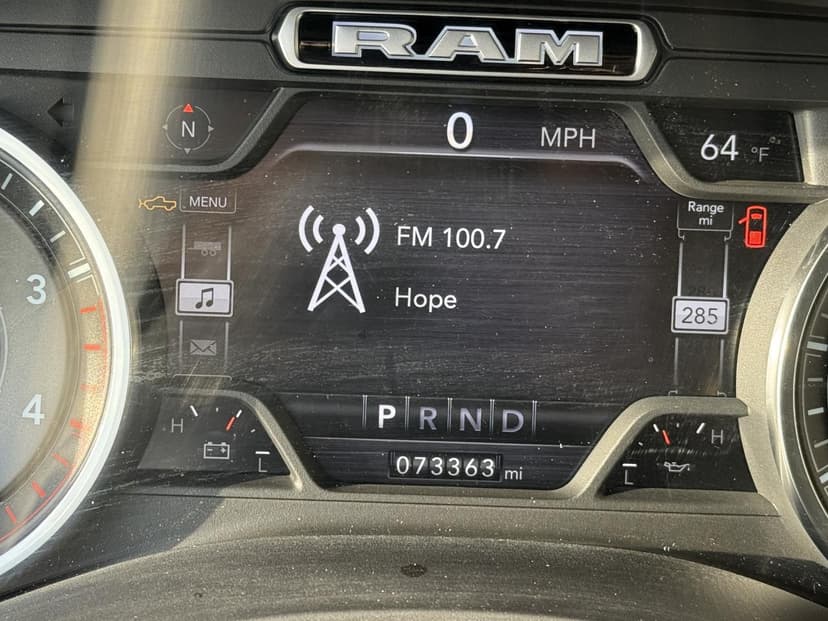 RAM
N
0 MPH
64 °F
MENU
Range
mi
FM 100.7
Hope
285
3
4
P R N D
H
L
H
L
073363 mi